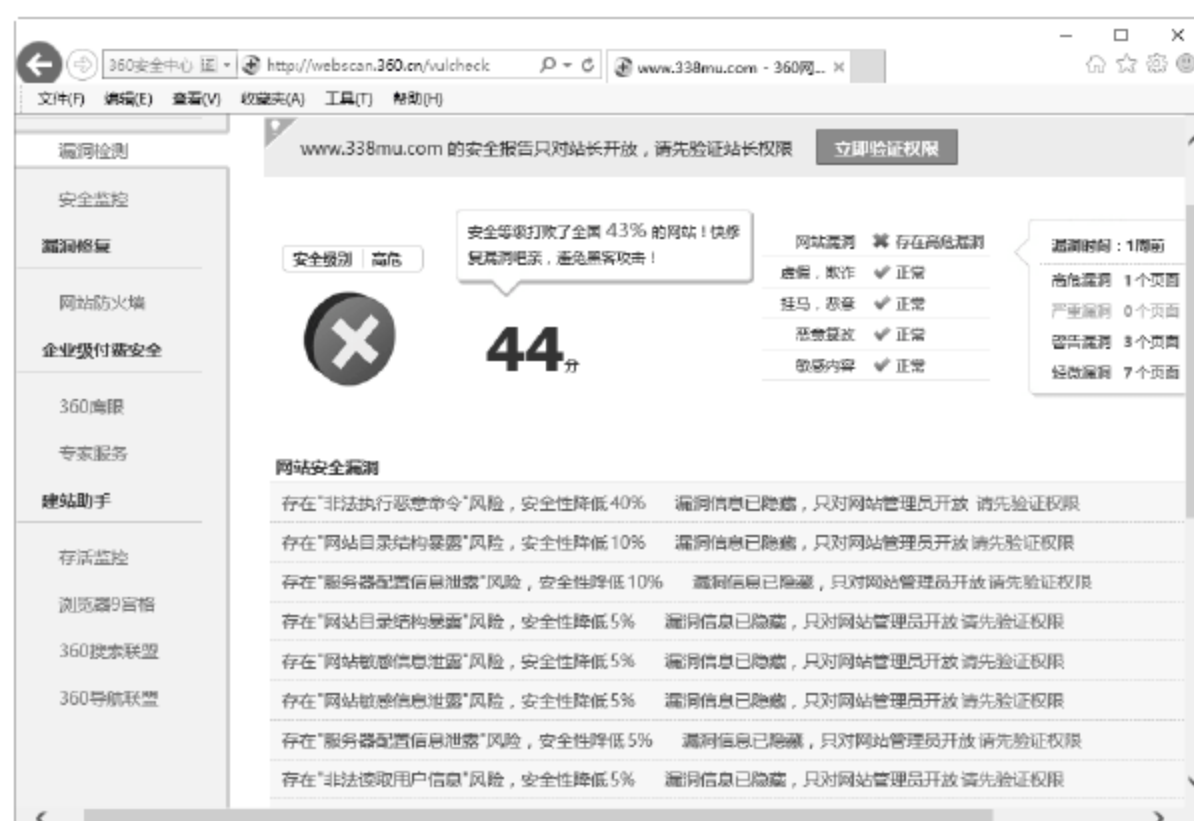 360安全中心
http://webscan.360.cn/vulcheck
www.338mu.com - 360网...
文件(F) 编辑(E) 查看(V) 收藏夹(A) 工具(T) 帮助(H)
漏洞检测
安全监控
漏洞修复
网站防火墙
企业级付费安全
360鹰眼
专家服务
建站助手
存活监控
浏览器9宫格
360搜索联盟
360导航联盟
www.338mu.com 的安全报告只对站长开放，请先验证站长权限 立即验证权限
安全级别 高危
安全等级打败了全国 43% 的网站！快修
复漏洞吧亲，避免黑客攻击！
44分
网站漏洞 存在高危漏洞
虚假，欺诈 正常
挂马，恶意 正常
恶意篡改 正常
敏感内容 正常
漏洞时间：1周前
高危漏洞 1个页面
严重漏洞 0个页面
警告漏洞 3个页面
轻微漏洞 7个页面
网站安全漏洞
存在"非法执行恶意命令"风险，安全性降低40% 漏洞信息已隐藏，只对网站管理员开放 请先验证权限
存在"网站目录结构暴露"风险，安全性降低10% 漏洞信息已隐藏，只对网站管理员开放 请先验证权限
存在"服务器配置信息泄露"风险，安全性降低10% 漏洞信息已隐藏，只对网站管理员开放 请先验证权限
存在"网站目录结构暴露"风险，安全性降低5% 漏洞信息已隐藏，只对网站管理员开放 请先验证权限
存在"网站敏感信息泄露"风险，安全性降低5% 漏洞信息已隐藏，只对网站管理员开放 请先验证权限
存在"网站敏感信息泄露"风险，安全性降低5% 漏洞信息已隐藏，只对网站管理员开放 请先验证权限
存在"服务器配置信息泄露"风险，安全性降低5% 漏洞信息已隐藏，只对网站管理员开放 请先验证权限
存在"非法读取用户信息"风险，安全性降低5% 漏洞信息已隐藏，只对网站管理员开放 请先验证权限